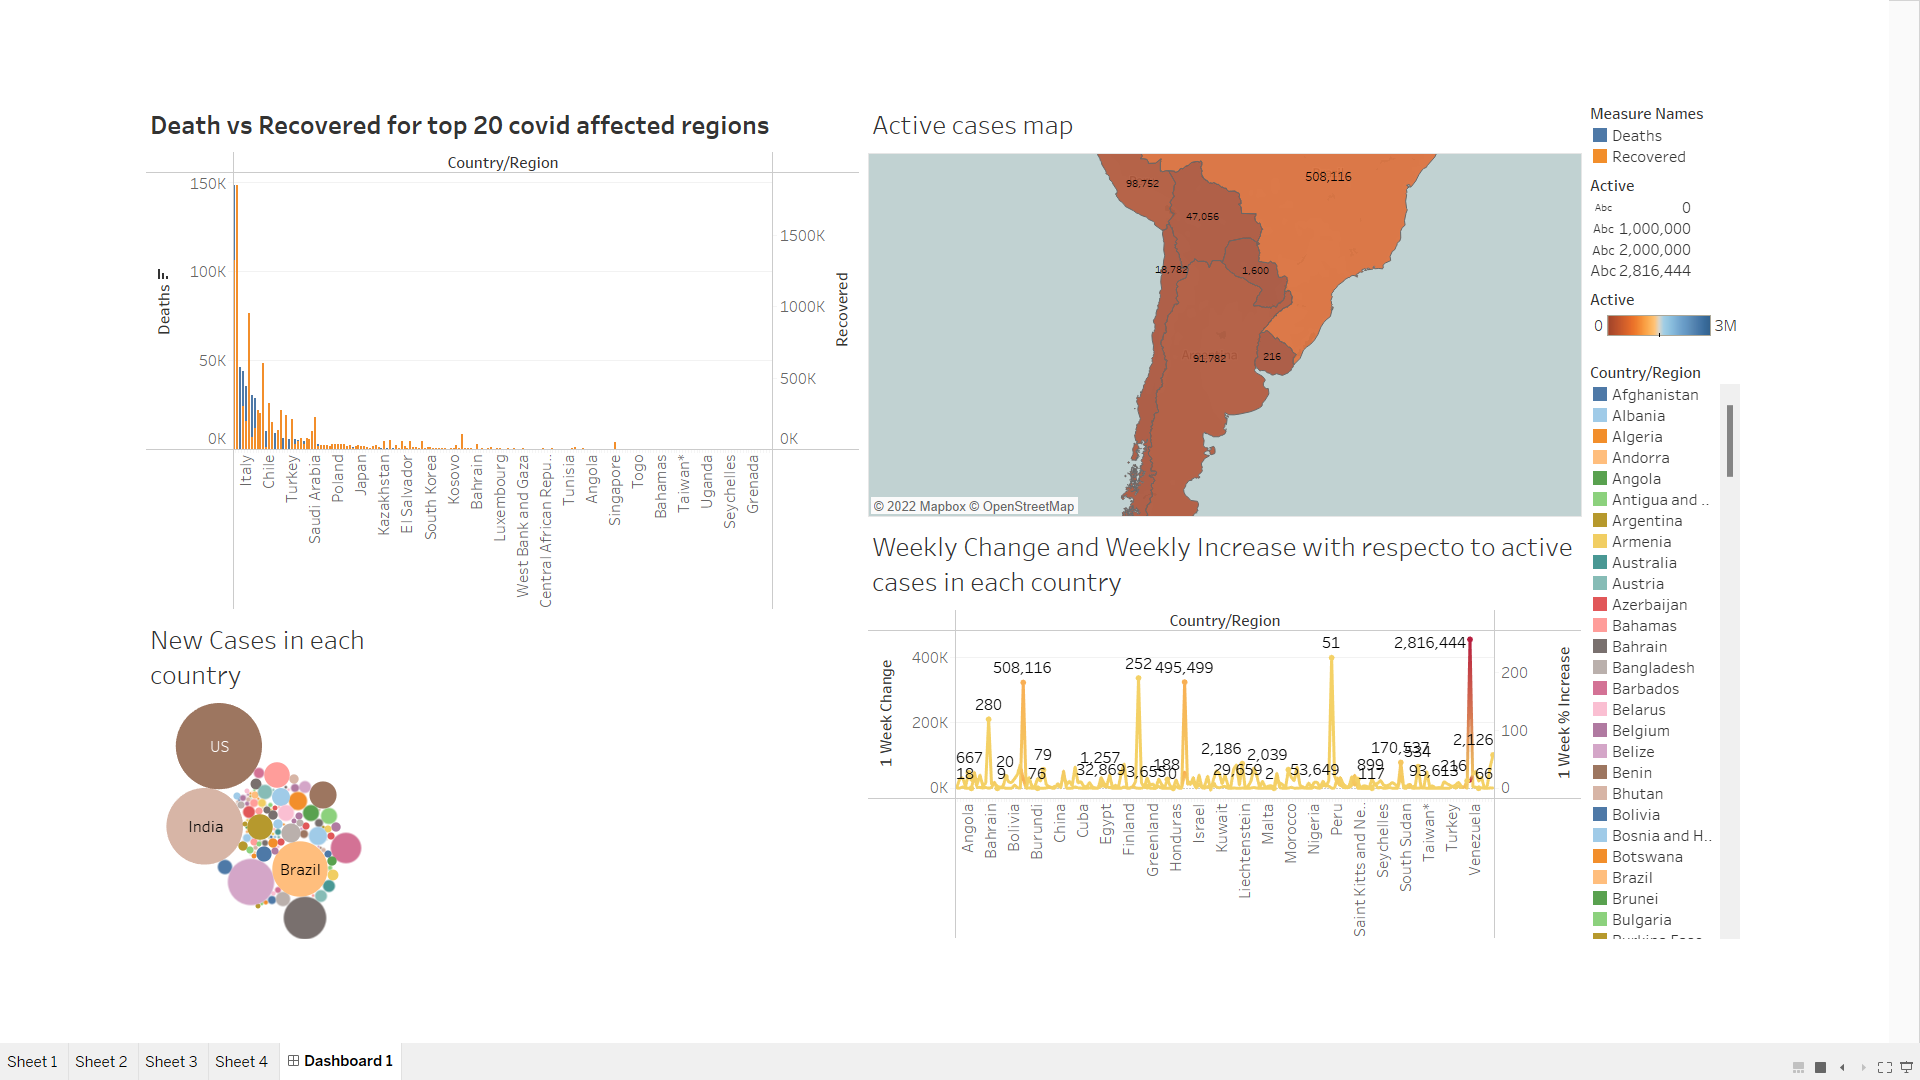 Death vs Recovered for top 20 covid affected regions
Country/Region
Deaths
150K
100K
50K
0K
1500K
1000K
500K
0K
Recovered
Italy
Chile
Turkey
Saudi Arabia
Poland
Japan
Kazakhstan
El Salvador
South Korea
Kosovo
Bahrain
Luxembourg
West Bank and Gaza
Central African Repu..
Tunisia
Angola
Singapore
Togo
Bahamas
Taiwan*
Uganda
Seychelles
Grenada
New Cases in each
country
US
India
Brazil
Active cases map
98,752
508,116
47,056
18,782
1,600
91,782
216
© 2022 Mapbox © OpenStreetMap
Weekly Change and Weekly Increase with respecto to active
cases in each country
Country/Region
1 Week Change
400K
200K
0K
200
100
0
1 Week % Increase
51
2,816,444
508,116
252
495,499
280
667
18
20
9
79
76
1,257
32,869
188
2,186
2,039
29,659
2
53,649
899
117
170,537
534
93,613
216
2,126
66
Angola
Bahrain
Bolivia
Burundi
China
Cuba
Egypt
Finland
Greenland
Honduras
Israel
Kuwait
Liechtenstein
Malta
Morocco
Nigeria
Peru
Saint Kitts and Ne..
Seychelles
South Sudan
Taiwan*
Turkey
Venezuela
Measure Names
Deaths
Recovered
Active
Abc 0
Abc 1,000,000
Abc 2,000,000
Abc 2,816,444
Active
0 3M
Country/Region
Afghanistan
Albania
Algeria
Andorra
Angola
Antigua and ..
Argentina
Armenia
Australia
Austria
Azerbaijan
Bahamas
Bahrain
Bangladesh
Barbados
Belarus
Belgium
Belize
Benin
Bhutan
Bolivia
Bosnia and H..
Botswana
Brazil
Brunei
Bulgaria
Sheet 1
Sheet 2
Sheet 3
Sheet 4
Dashboard 1